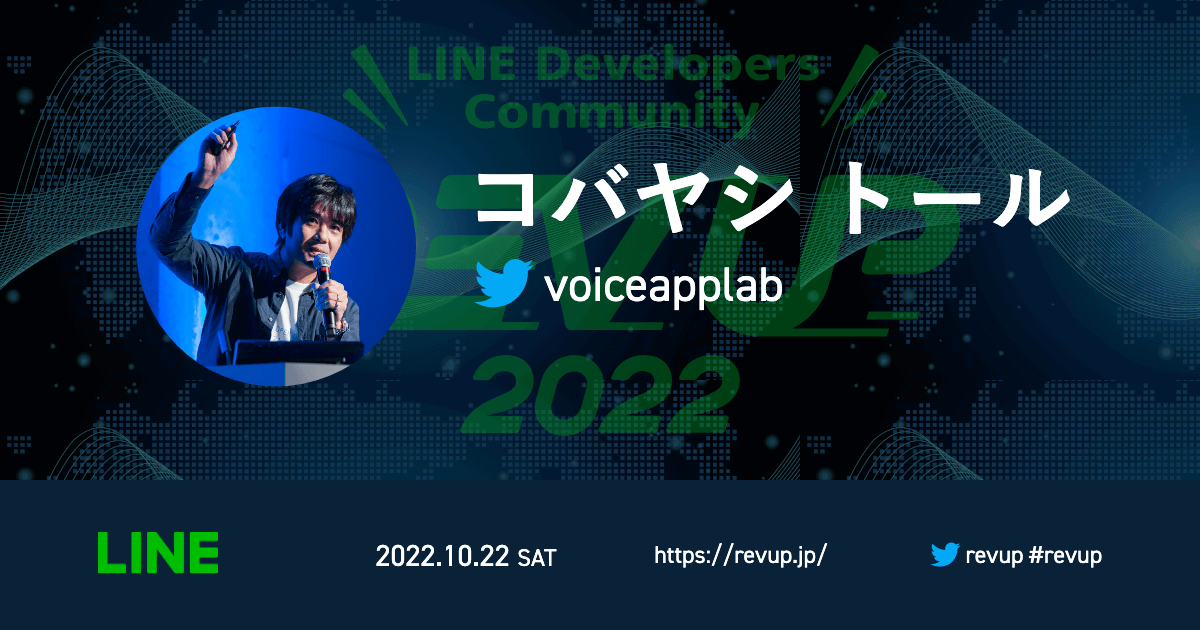 LINE Developers
Community
REVUP
2022
コバヤシ トール
voiceapplab
LINE
2022.10.22 SAT
https://revup.jp/
revup #revup